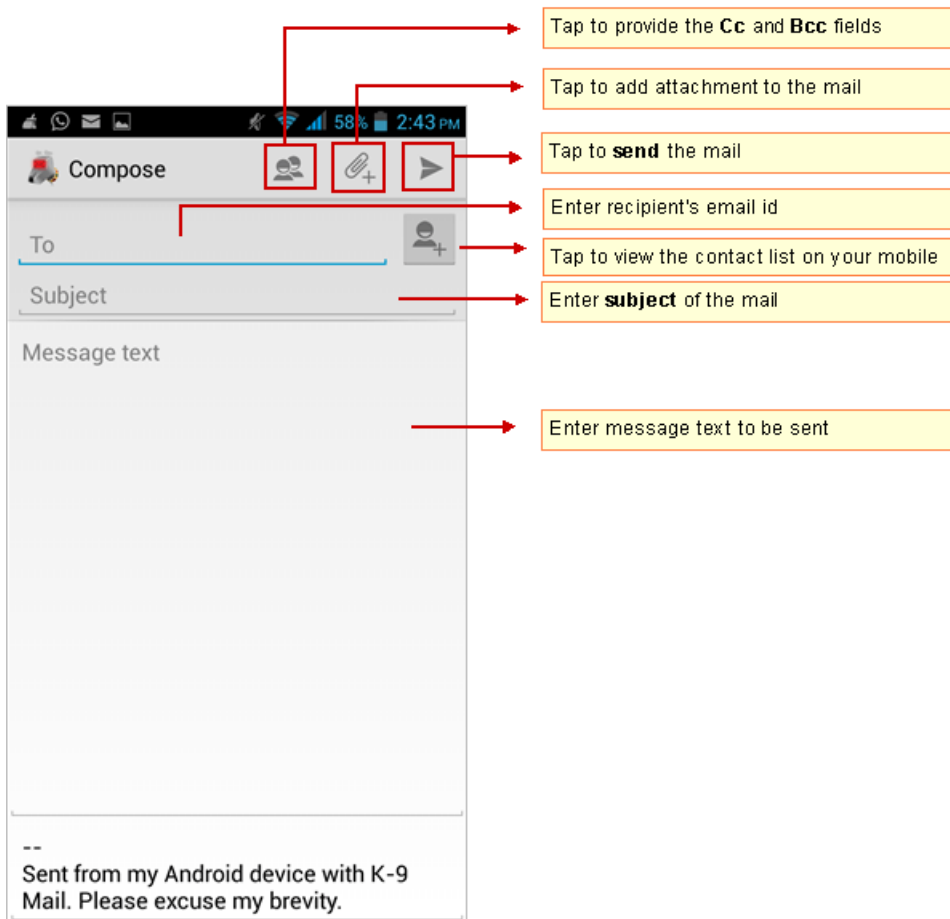 Tap to provide the Cc and Bcc fields
Tap to add attachment to the mail
58% 2:43 PM
Compose
Tap to send the mail
Enter recipient's email id
To
Tap to view the contact list on your mobile
Subject
Enter subject of the mail
Message text
Enter message text to be sent
--
Sent from my Android device with K-9
Mail. Please excuse my brevity.